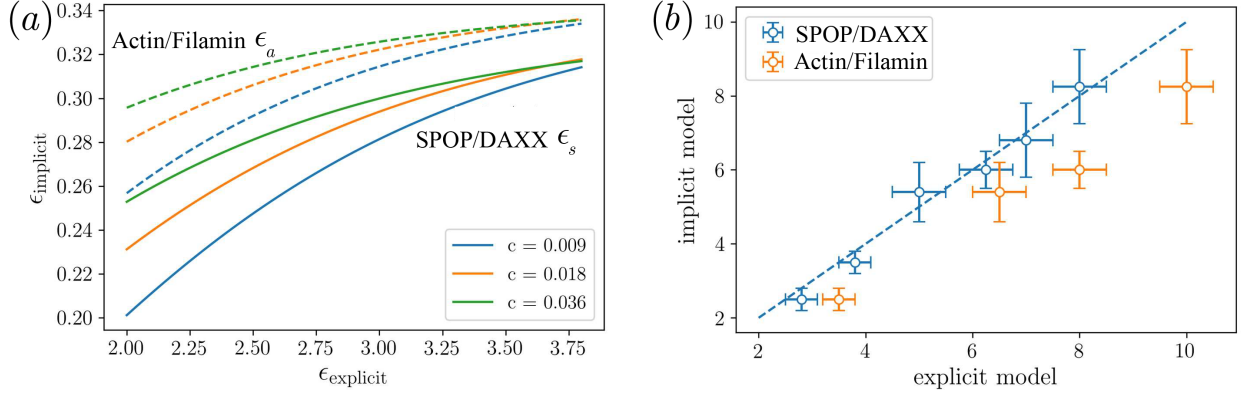 (a)
0.34
0.32
0.30
0.28
0.26
0.24
0.22
0.20
ϵimplicit
Actin/Filamin ϵa
SPOP/DAXX ϵs
c = 0.009
c = 0.018
c = 0.036
2.00 2.25 2.50 2.75 3.00 3.25 3.50 3.75
ϵexplicit
(b)
10
8
6
4
2
implicit model
SPOP/DAXX
Actin/Filamin
2 4 6 8 10
explicit model